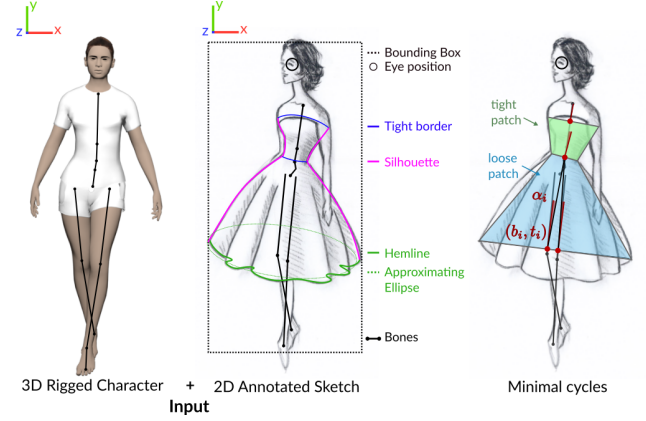 y
z
x
3D Rigged Character
+
Input
y
z
x
Bounding Box
Eye position
Tight border
Silhouette
Hemline
Approximating
Ellipse
Bones
2D Annotated Sketch
tight
patch
loose
patch
αᵢ
(bᵢ, tᵢ)
Minimal cycles